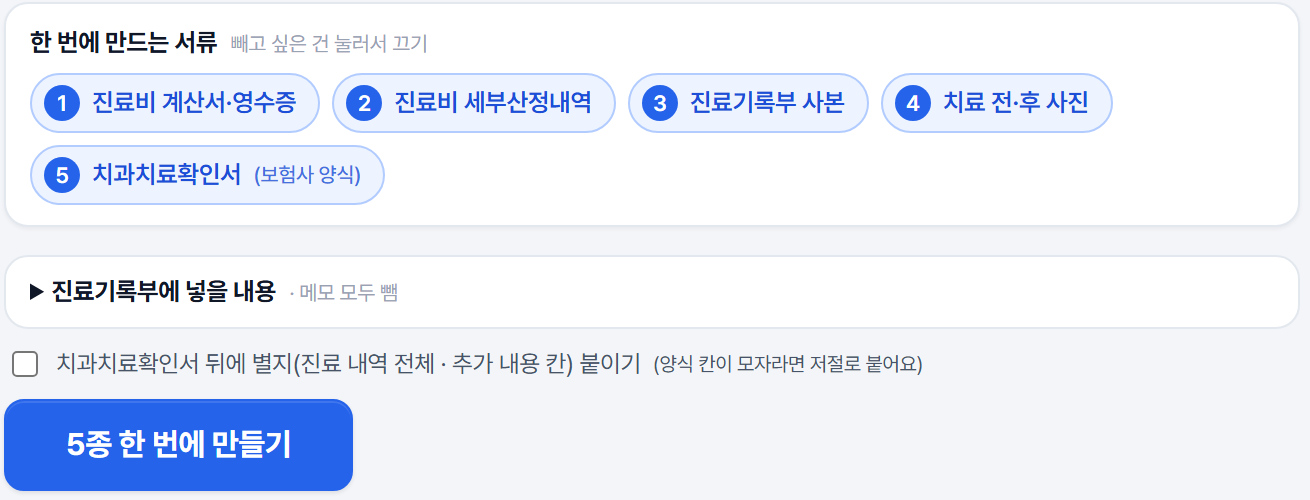 한 번에 만드는 서류 빼고 싶은 건 눌러서 끄기
1 진료비 계산서·영수증 2 진료비 세부산정내역 3 진료기록부 사본 4 치료 전·후 사진
5 치과치료확인서 (보험사 양식)
▶ 진료기록부에 넣을 내용 · 메모 모두 뺌
치과치료확인서 뒤에 별지(진료 내역 전체 · 추가 내용 칸) 붙이기 (양식 칸이 모자라면 저절로 붙어요)
5종 한 번에 만들기